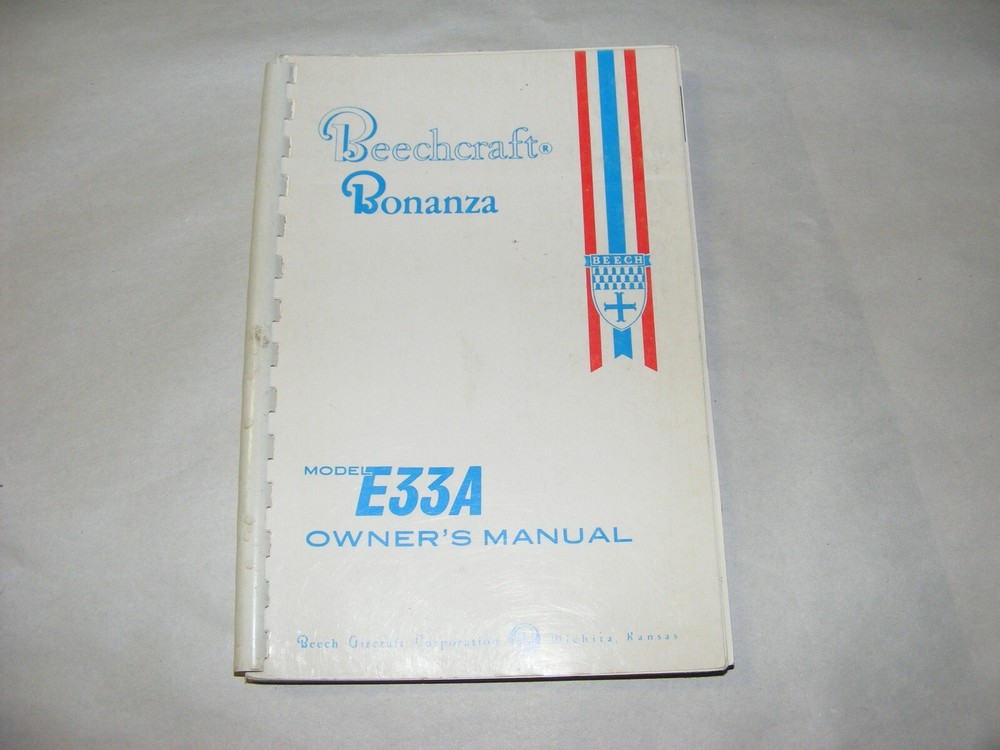 Beechcraft®
Bonanza
BEECH
MODEL E33A
OWNER'S MANUAL
Beech Aircraft Corporation Wichita, Kansas